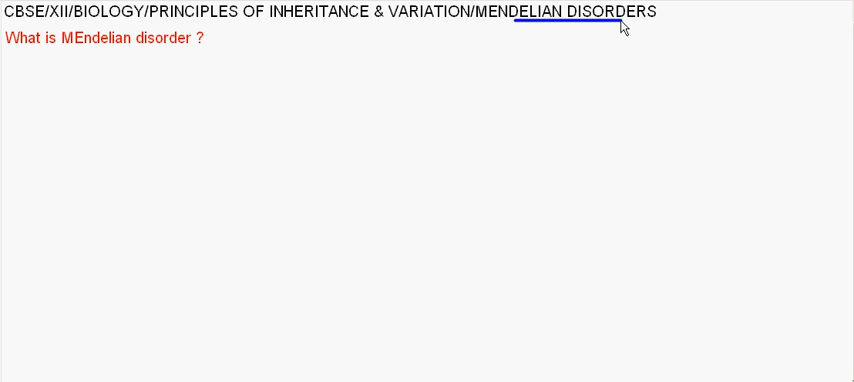 CBSE/XII/BIOLOGY/PRINCIPLES OF INHERITANCE & VARIATION/MENDELIAN DISORDERS
What is MEndelian disorder ?